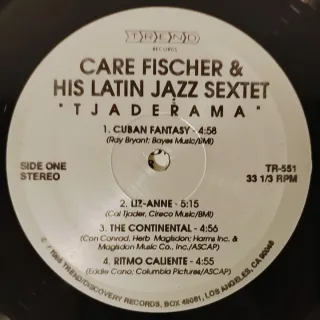 TREND
RECORDS
CARE FISCHER &
HIS LATIN JAZZ SEXTET
"TJADERAMA"
1. CUBAN FANTASY - 4:58
(Ray Bryant; Bayes Music/BMI)
SIDE ONE
STEREO
TR-551
33 1/3 RPM
2. LIZ-ANNE - 5:15
(Cal Tjader, Cireco Music/BMI)
3. THE CONTINENTAL - 4:56
(Con Conrad, Herb Magisdon; Harms Inc. &
Magisdon Music Co., Inc./ASCAP)
4. RITMO CALIENTE - 4:55
(Eddie Cano; Columbia Pictures/ASCAP)
TREND/DISCOVERY RECORDS, BOX 48081, LOS ANGELES, CA 90048